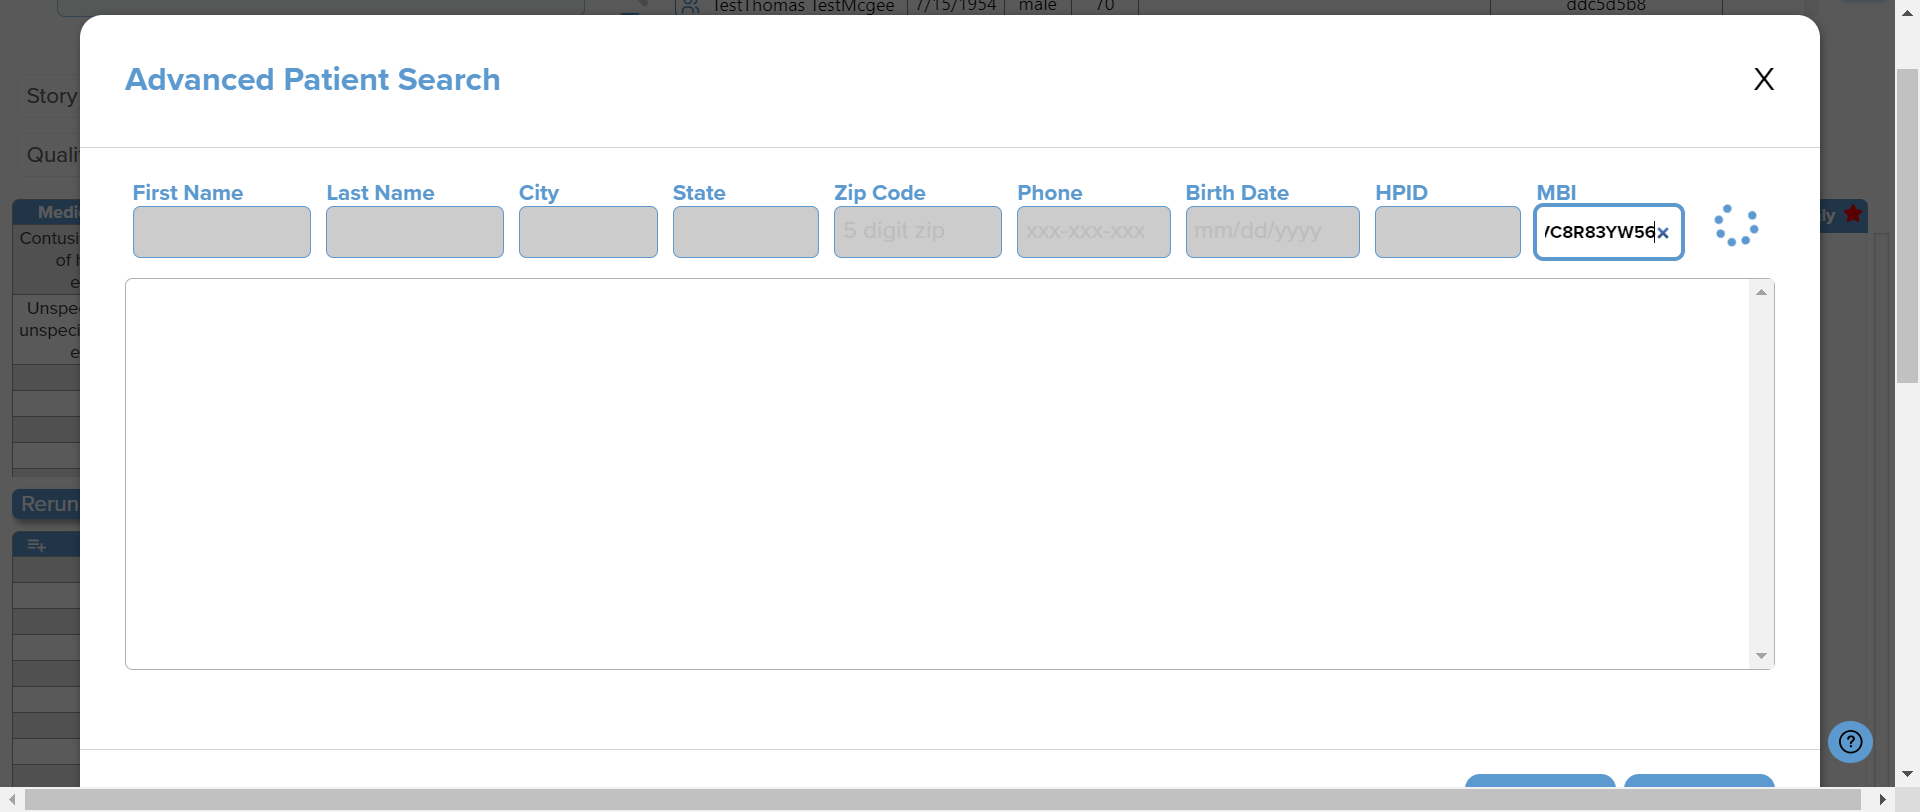 TestThomas TestMcgee 7/15/1954 male 70 ddc5d5b8
Advanced Patient Search X
Story
Quali
First Name Last Name City State Zip Code Phone Birth Date HPID MBI
5 digit zip xxx-xxx-xxx mm/dd/yyyy C8R83YW56 ×
Medi
ly
Contusi
of h
e
Unspe
unspeci
e
Rerun
?